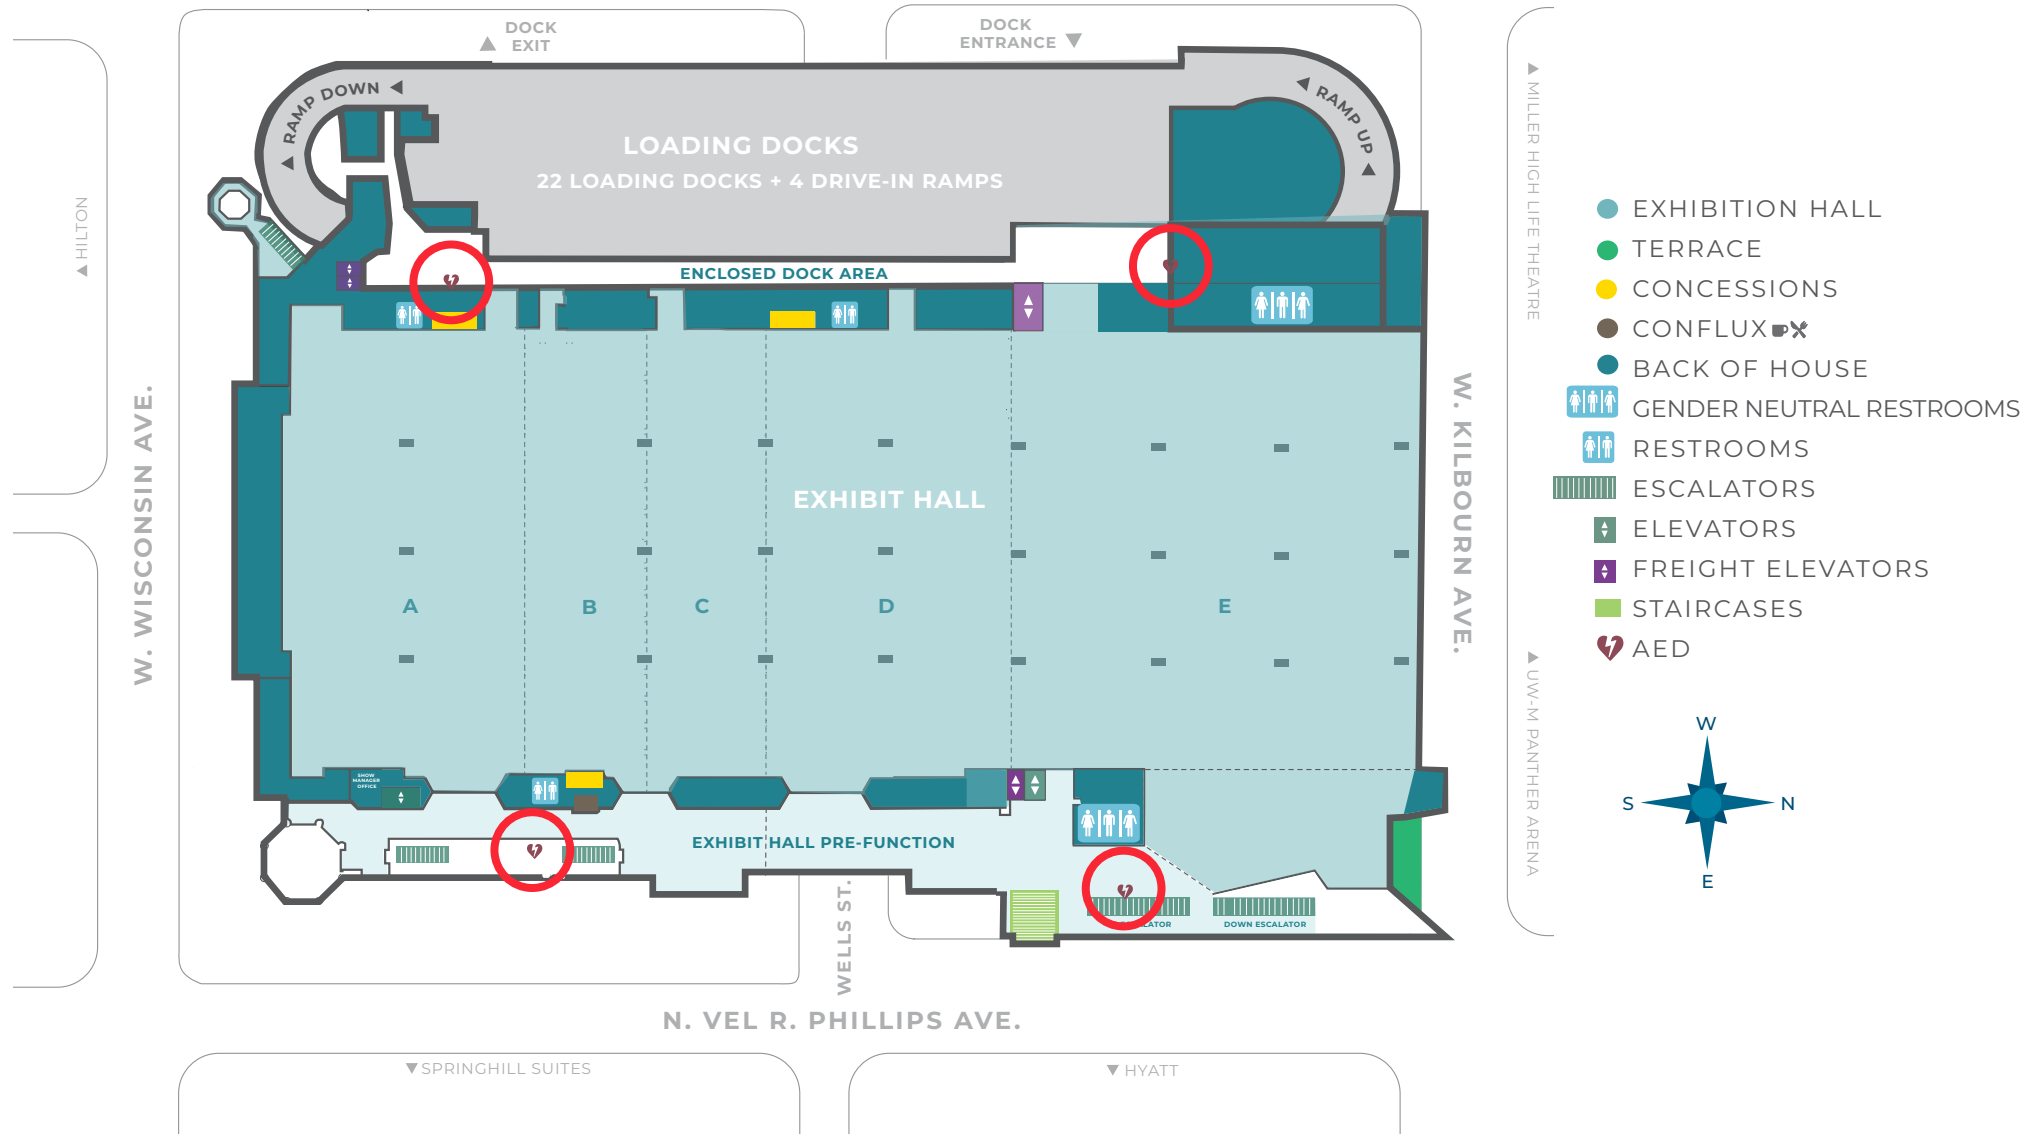 DOCK
EXIT
DOCK
ENTRANCE
RAMP DOWN
RAMP UP
LOADING DOCKS
22 LOADING DOCKS + 4 DRIVE-IN RAMPS
ENCLOSED DOCK AREA
HILTON
W. WISCONSIN AVE.
EXHIBIT HALL
A
B
C
D
E
W. KILBOURN AVE.
MILLER HIGH LIFE THEATRE
UW-M PANTHER ARENA
SHOW
MANAGER
OFFICE
EXHIBIT HALL PRE-FUNCTION
DOWN ESCALATOR
WELLS ST.
N. VEL R. PHILLIPS AVE.
SPRINGHILL SUITES
HYATT
EXHIBITION HALL
TERRACE
CONCESSIONS
CONFLUX
BACK OF HOUSE
GENDER NEUTRAL RESTROOMS
RESTROOMS
ESCALATORS
ELEVATORS
FREIGHT ELEVATORS
STAIRCASES
AED
W
S
N
E